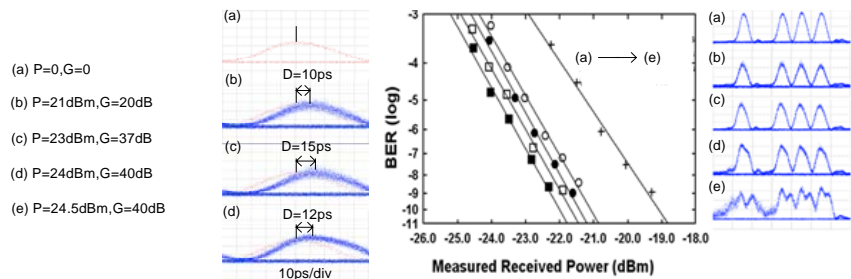 (a) P=0,G=0
(b) P=21dBm,G=20dB
(c) P=23dBm,G=37dB
(d) P=24dBm,G=40dB
(e) P=24.5dBm,G=40dB
(a)
D=10ps
(b)
D=15ps
(c)
D=12ps
(d)
10ps/div
BER (log)
-3
-4
-5
-6
-7
-8
-9
-10
-11
(a) (e)
-26.0 -25.0 -24.0 -23.0 -22.0 -21.0 -20.0 -19.0 -18.0
Measured Received Power (dBm)
(a)
(b)
(c)
(d)
(e)